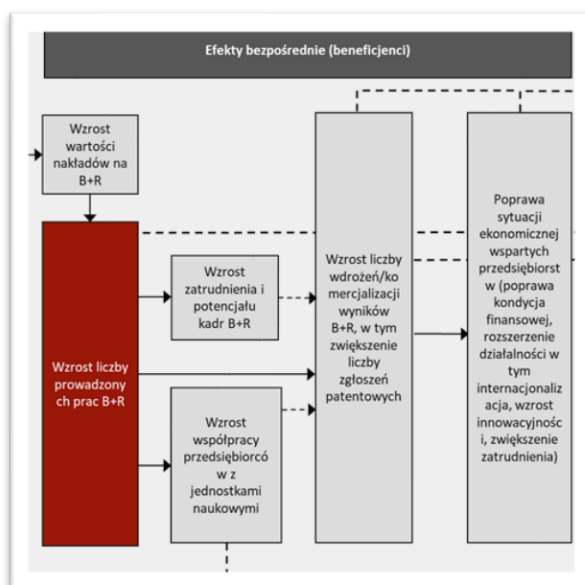 Efekty bezpośrednie (beneficjenci)
Wzrost
wartości
nakładów na
B+R
Wzrost liczby
prowadzony
ch prac B+R
Wzrost
zatrudnienia i
potencjału
kadr B+R
Wzrost
współpracy
przedsiębiorcó
w z
jednostkami
naukowymi
Wzrost liczby
wdrożeń/ko
mercjalizacji
wyników
B+R, w tym
zwiększenie
liczby
zgłoszeń
patentowych
Poprawa
sytuacji
ekonomicznej
wspartych
przedsiębiorst
w (poprawa
kondycja
finansowej,
rozszerzenie
działalności w
tym
internacjonaliz
acja, wzrost
innowacyjnośc
i, zwiększenie
zatrudnienia)